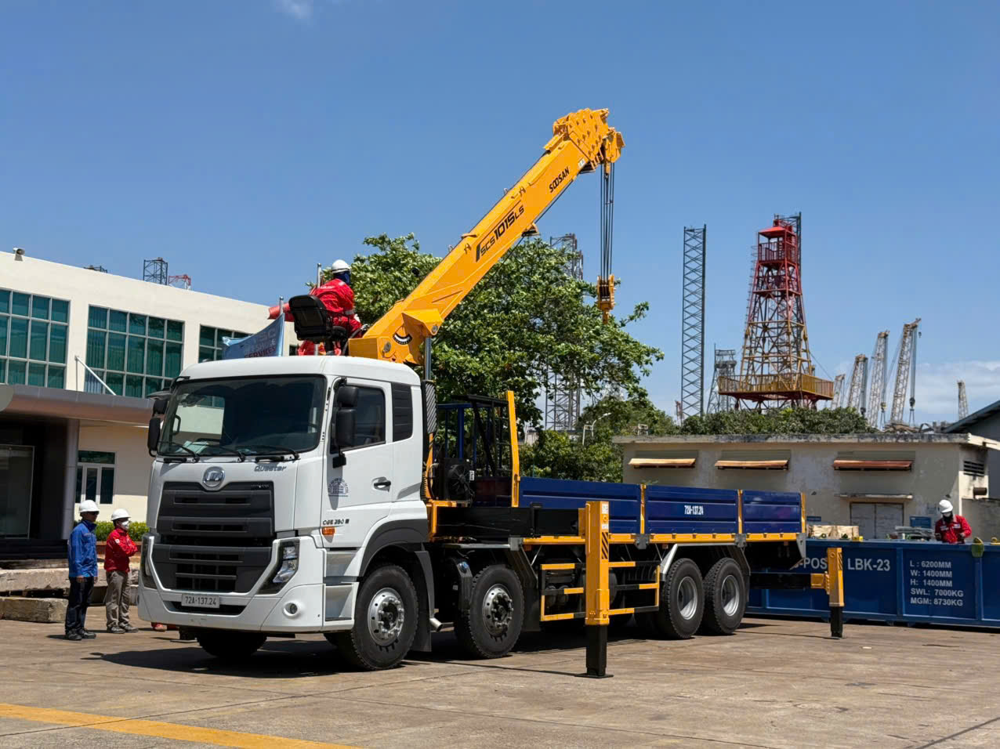 SOOSAN
SCS1015LS
SERVICES
Quester
CGE 280
72A-137.24
72A-137.24
POS
LBK-23
L: 6200MM
W: 1400MM
H: 1400MM
SWL: 7000KG
MGM: 8730KG